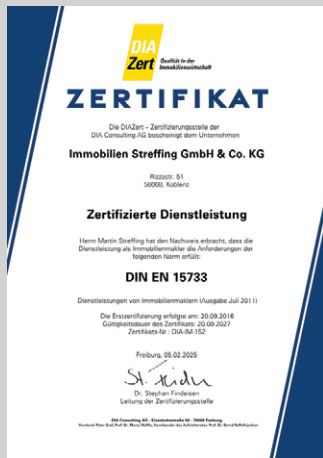 DIA
Zert
Qualität in der
Immobilienwirtschaft
ZERTIFIKAT
Die DIAZert – Zertifizierungsstelle der
DIA Consulting AG bescheinigt dem Unternehmen
Immobilien Streffing GmbH & Co. KG
Rizzastr. 51
56068, Koblenz
Zertifizierte Dienstleistung
Herrn Martin Streffing hat den Nachweis erbracht, dass die
Dienstleistung als Immobilienmakler die Anforderungen der
folgenden Norm erfüllt:
DIN EN 15733
Dienstleistungen von Immobilienmaklern (Ausgabe Juli 2011)
Die Erstzertifizierung erfolgte am: 20.09.2016
Gültigkeitsdauer des Zertifikats: 20.09.2027
Zertifikats-Nr.: DIA-IM-152
Freiburg, 05.02.2025
Dr. Stephan Findeisen
Leitung der Zertifizierungsstelle
DIA Consulting AG - Eisenbahnstraße 56 - 79098 Freiburg